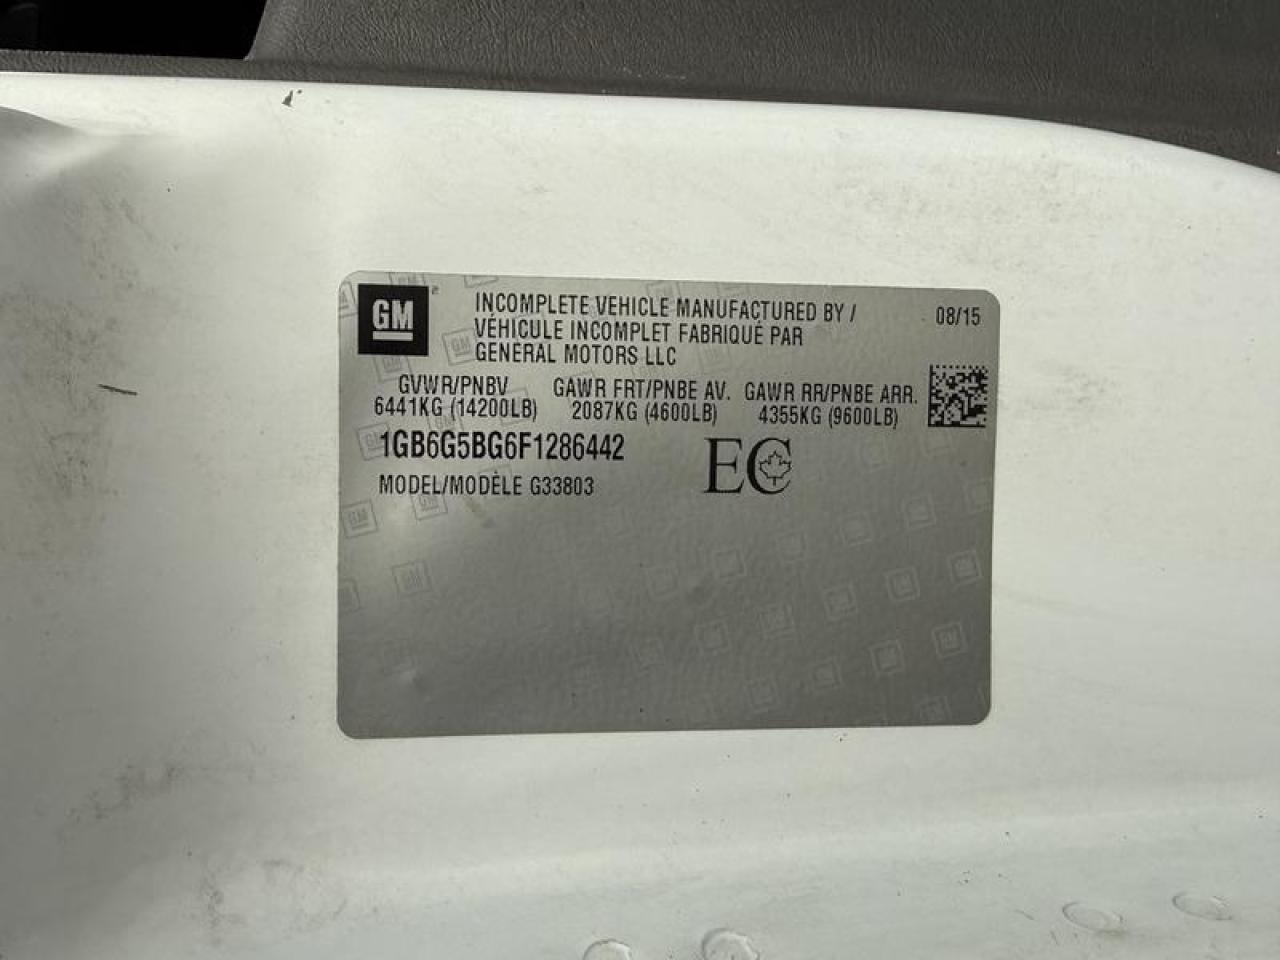 GM
INCOMPLETE VEHICLE MANUFACTURED BY /
VÉHICULE INCOMPLET FABRIQUÉ PAR
GENERAL MOTORS LLC
08/15
GVWR/PNBV GAWR FRT/PNBE AV. GAWR RR/PNBE ARR.
6441KG (14200LB) 2087KG (4600LB) 4355KG (9600LB)
1GB6G5BG6F1286442
EC
MODEL/MODÈLE G33803